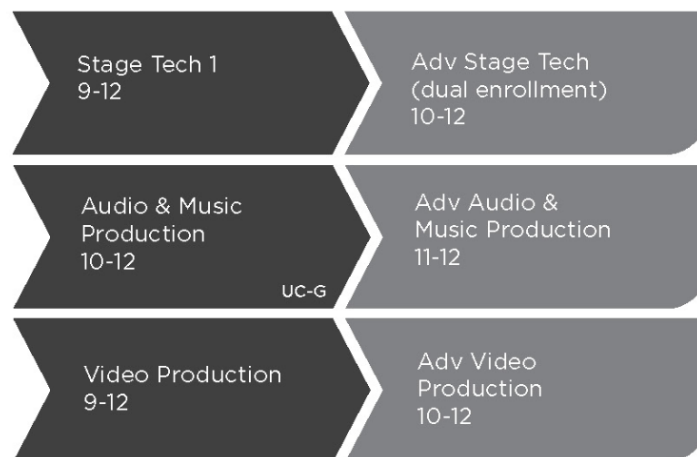 Stage Tech 1
9-12
Adv Stage Tech
(dual enrollment)
10-12
Audio & Music
Production
10-12
UC-G
Adv Audio &
Music Production
11-12
Video Production
9-12
Adv Video
Production
10-12